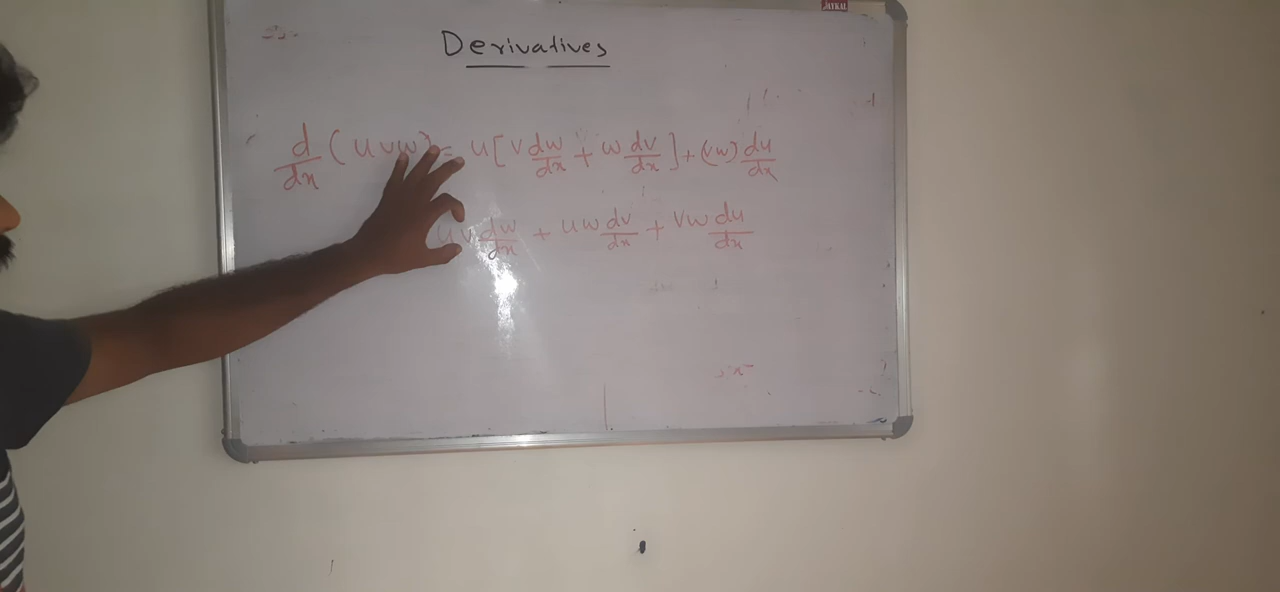 JAYKAL
Derivatives
d/dx (uvw) = u[v dw/dx + w dv/dx] + (vw) du/dx
uv dw/dx + uw dv/dx + vw du/dx